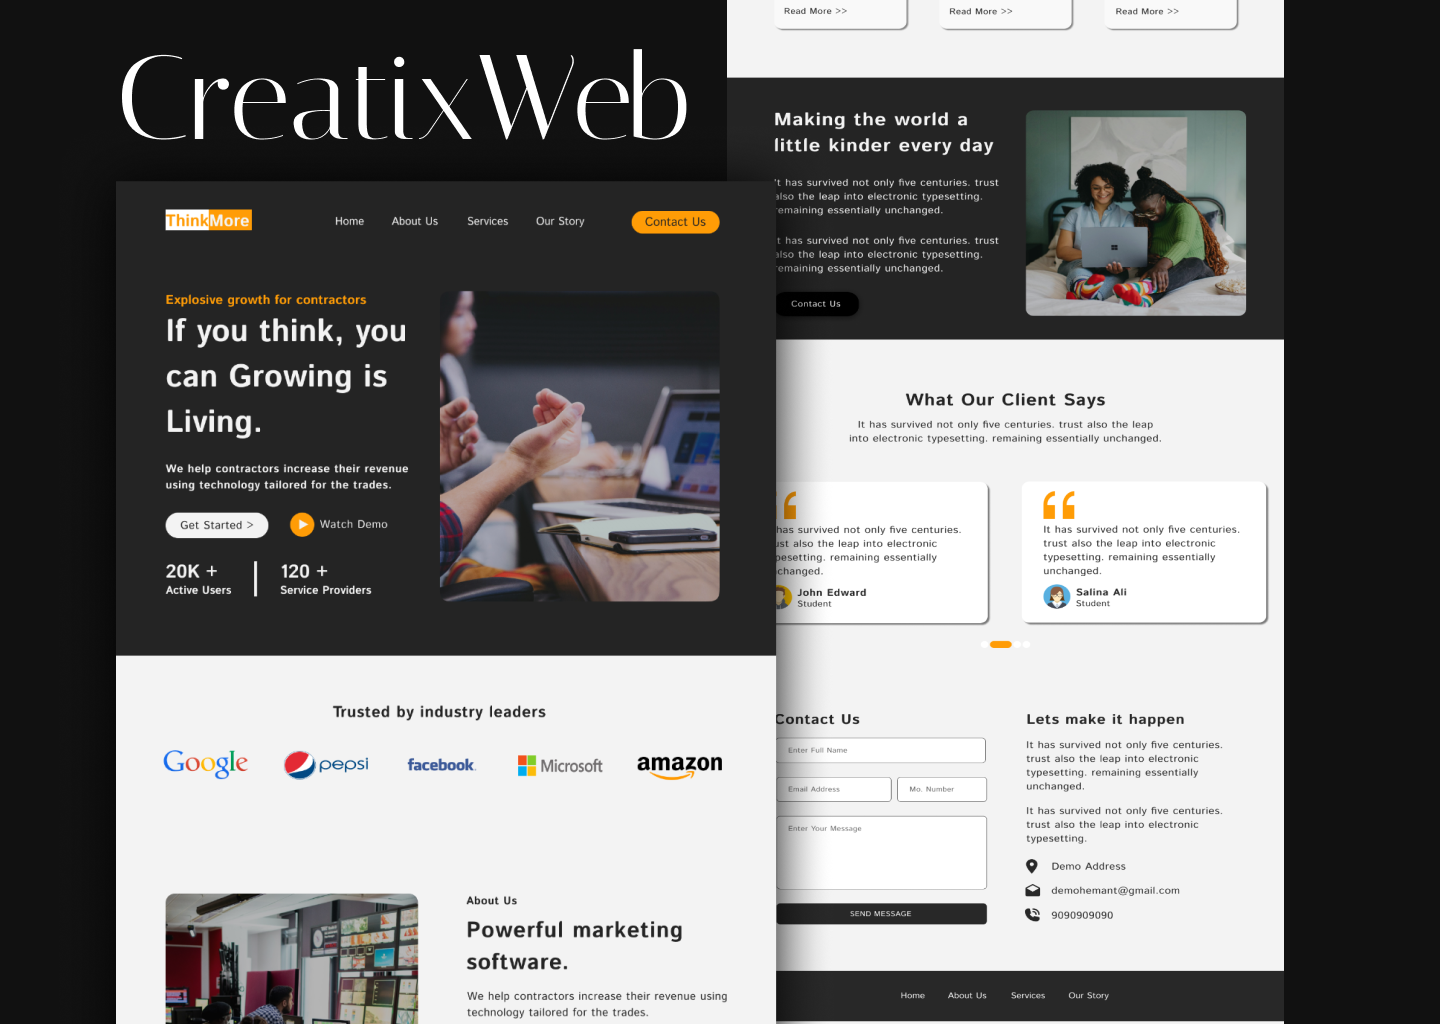 CreatixWeb
ThinkMore
Home
About Us
Services
Our Story
Contact Us
Explosive growth for contractors
If you think, you
can Growing is
Living.
We help contractors increase their revenue
using technology tailored for the trades.
Get Started >
Watch Demo
20K +
Active Users
120 +
Service Providers
Trusted by industry leaders
Google
pepsi
facebook
Microsoft
amazon
About Us
Powerful marketing
software.
We help contractors increase their revenue using
technology tailored for the trades.
Read More >>
Read More >>
Read More >>
Making the world a
little kinder every day
It has survived not only five centuries. trust
also the leap into electronic typesetting.
remaining essentially unchanged.
It has survived not only five centuries. trust
also the leap into electronic typesetting.
remaining essentially unchanged.
Contact Us
What Our Client Says
It has survived not only five centuries. trust also the leap
into electronic typesetting. remaining essentially unchanged.
has survived not only five centuries.
ust also the leap into electronic
pesetting. remaining essentially
nchanged.
John Edward
Student
It has survived not only five centuries.
trust also the leap into electronic
typesetting. remaining essentially
unchanged.
Salina Ali
Student
Contact Us
Enter Full Name
Email Address
Mo. Number
Enter Your Message
SEND MESSAGE
Lets make it happen
It has survived not only five centuries.
trust also the leap into electronic
typesetting. remaining essentially
unchanged.
It has survived not only five centuries.
trust also the leap into electronic
typesetting.
Demo Address
demohemant@gmail.com
9090909090
Home
About Us
Services
Our Story